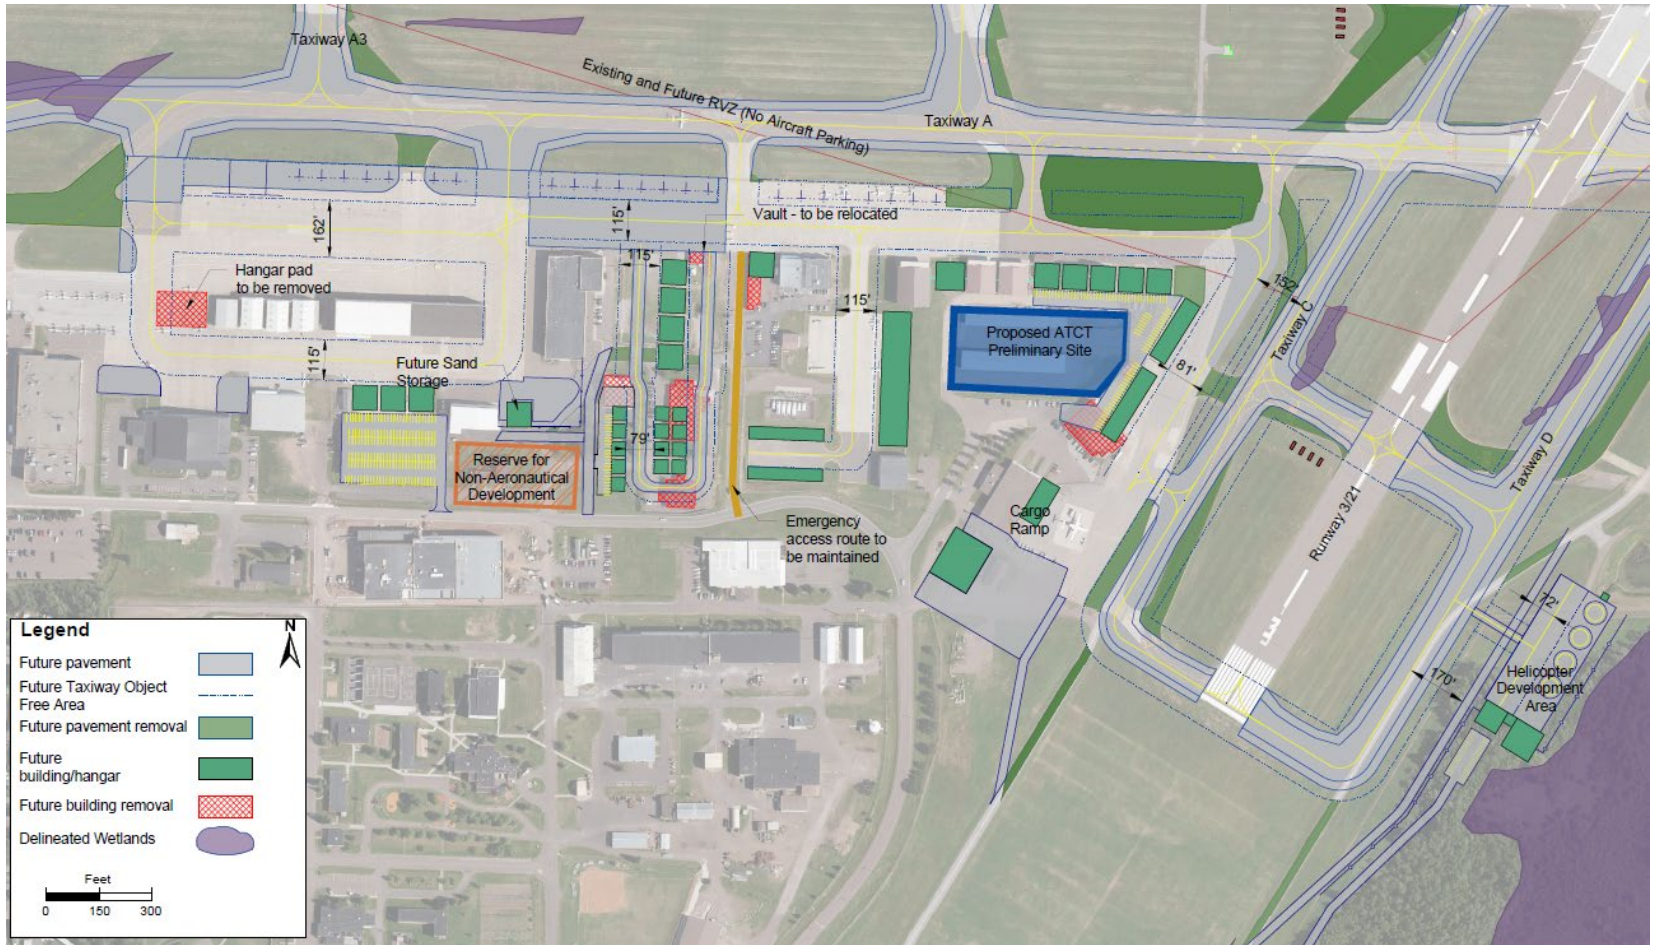 Taxiway A3
Existing and Future RVZ (No Aircraft Parking)
Taxiway A
Vault - to be relocated
162'
115'
115'
Hangar pad
to be removed
115'
152'
Taxiway C
Proposed ATCT
Preliminary Site
115'
Future Sand
Storage
81'
79'
Reserve for
Non-Aeronautical
Development
Taxiway D
Runway 3/21
Cargo
Ramp
Emergency
access route to
be maintained
72'
170'
Helicopter
Development
Area
Legend
N
Future pavement
Future Taxiway Object
Free Area
Future pavement removal
Future
building/hangar
Future building removal
Delineated Wetlands
Feet
0 150 300